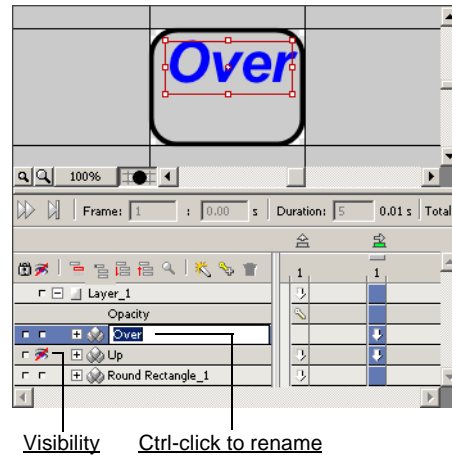 Over
100%
Frame: 1 : 0.00 s Duration: 5 0.01 s Total
1 1
Layer_1
Opacity
Over
Up
Round Rectangle_1
Visibility Ctrl-click to rename